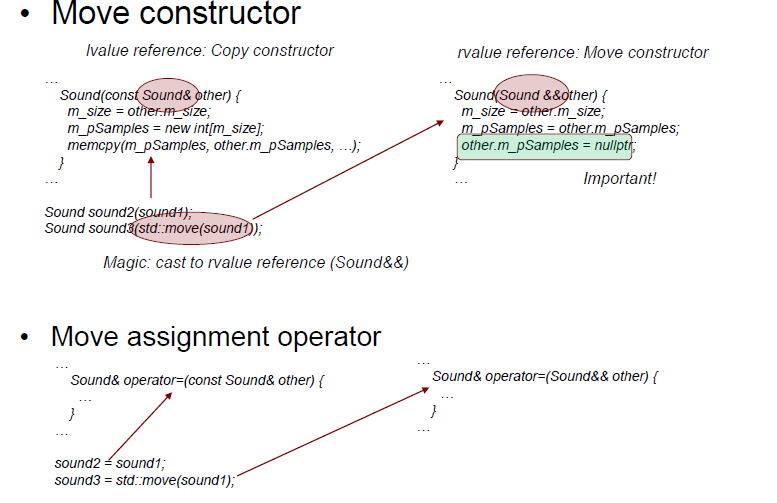 • Move constructor
lvalue reference: Copy constructor
…
Sound(const Sound& other) {
m_size = other.m_size;
m_pSamples = new int[m_size];
memcpy(m_pSamples, other.m_pSamples, …);
}
…
Sound sound2(sound1);
Sound sound3(std::move(sound1));
Magic: cast to rvalue reference (Sound&&)
rvalue reference: Move constructor
…
Sound(Sound &&other) {
m_size = other.m_size;
m_pSamples = other.m_pSamples;
other.m_pSamples = nullptr;
}
…
Important!
• Move assignment operator
…
Sound& operator=(const Sound& other) {
…
}
…
sound2 = sound1;
sound3 = std::move(sound1);
…
Sound& operator=(Sound&& other) {
…
}
…